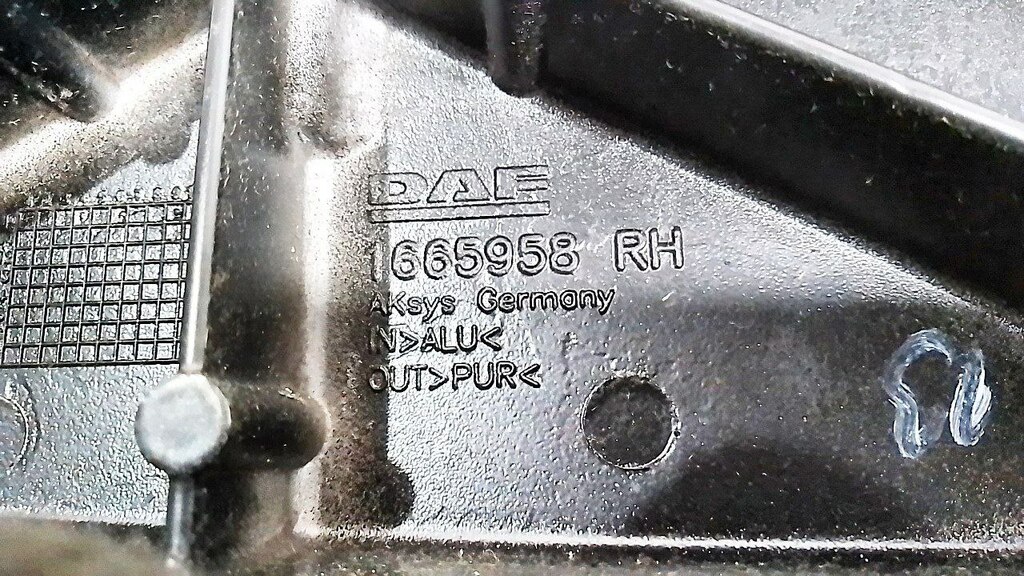 DAF
1665958 RH
AKsys Germany
IN>ALU<
OUT>PUR<